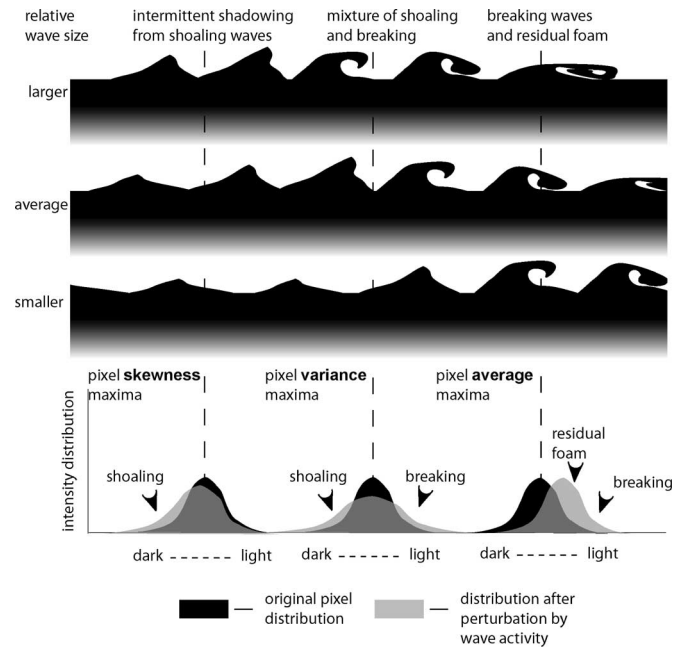 relative
wave size
intermittent shadowing
from shoaling waves
mixture of shoaling
and breaking
breaking waves
and residual foam
larger
average
smaller
pixel skewness
maxima
pixel variance
maxima
pixel average
maxima
intensity distribution
shoaling
shoaling
breaking
residual
foam
breaking
dark ------ light
dark ------ light
dark ------ light
original pixel
distribution
distribution after
perturbation by
wave activity